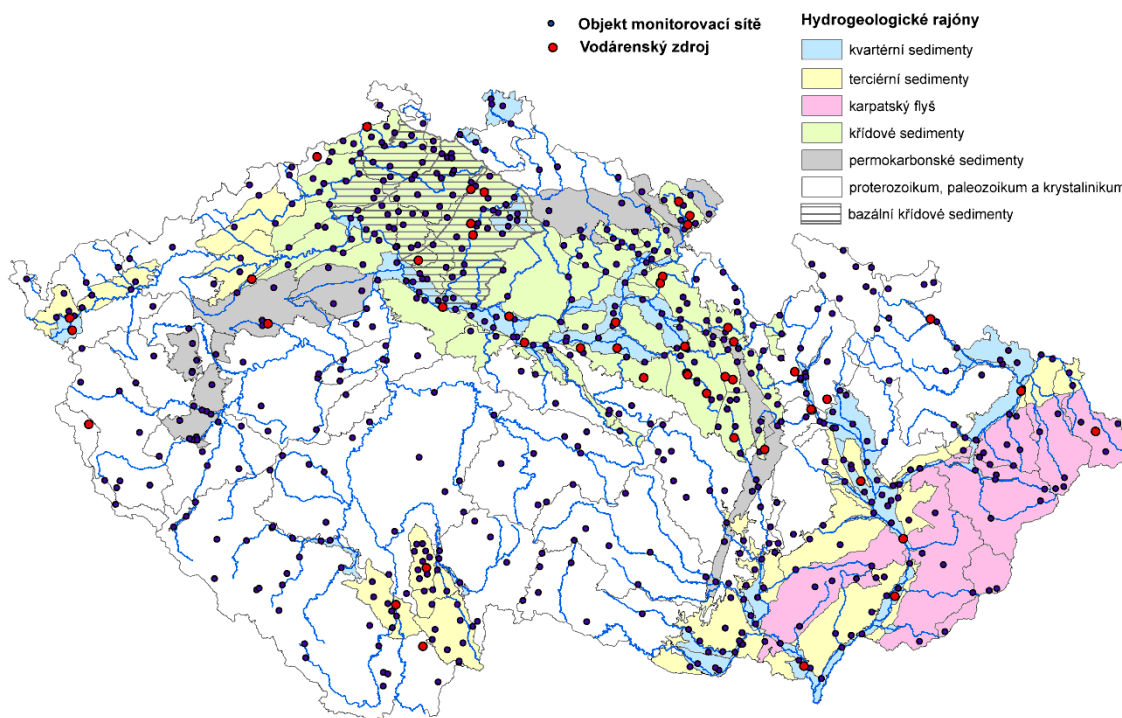 Objekt monitorovací sítě
Vodárenský zdroj
Hydrogeologické rajóny
kvartérní sedimenty
terciérní sedimenty
karpatský flyš
křídové sedimenty
permokarbonské sedimenty
proterozoikum, paleozoikum a krystalinikum
bazální křídové sedimenty